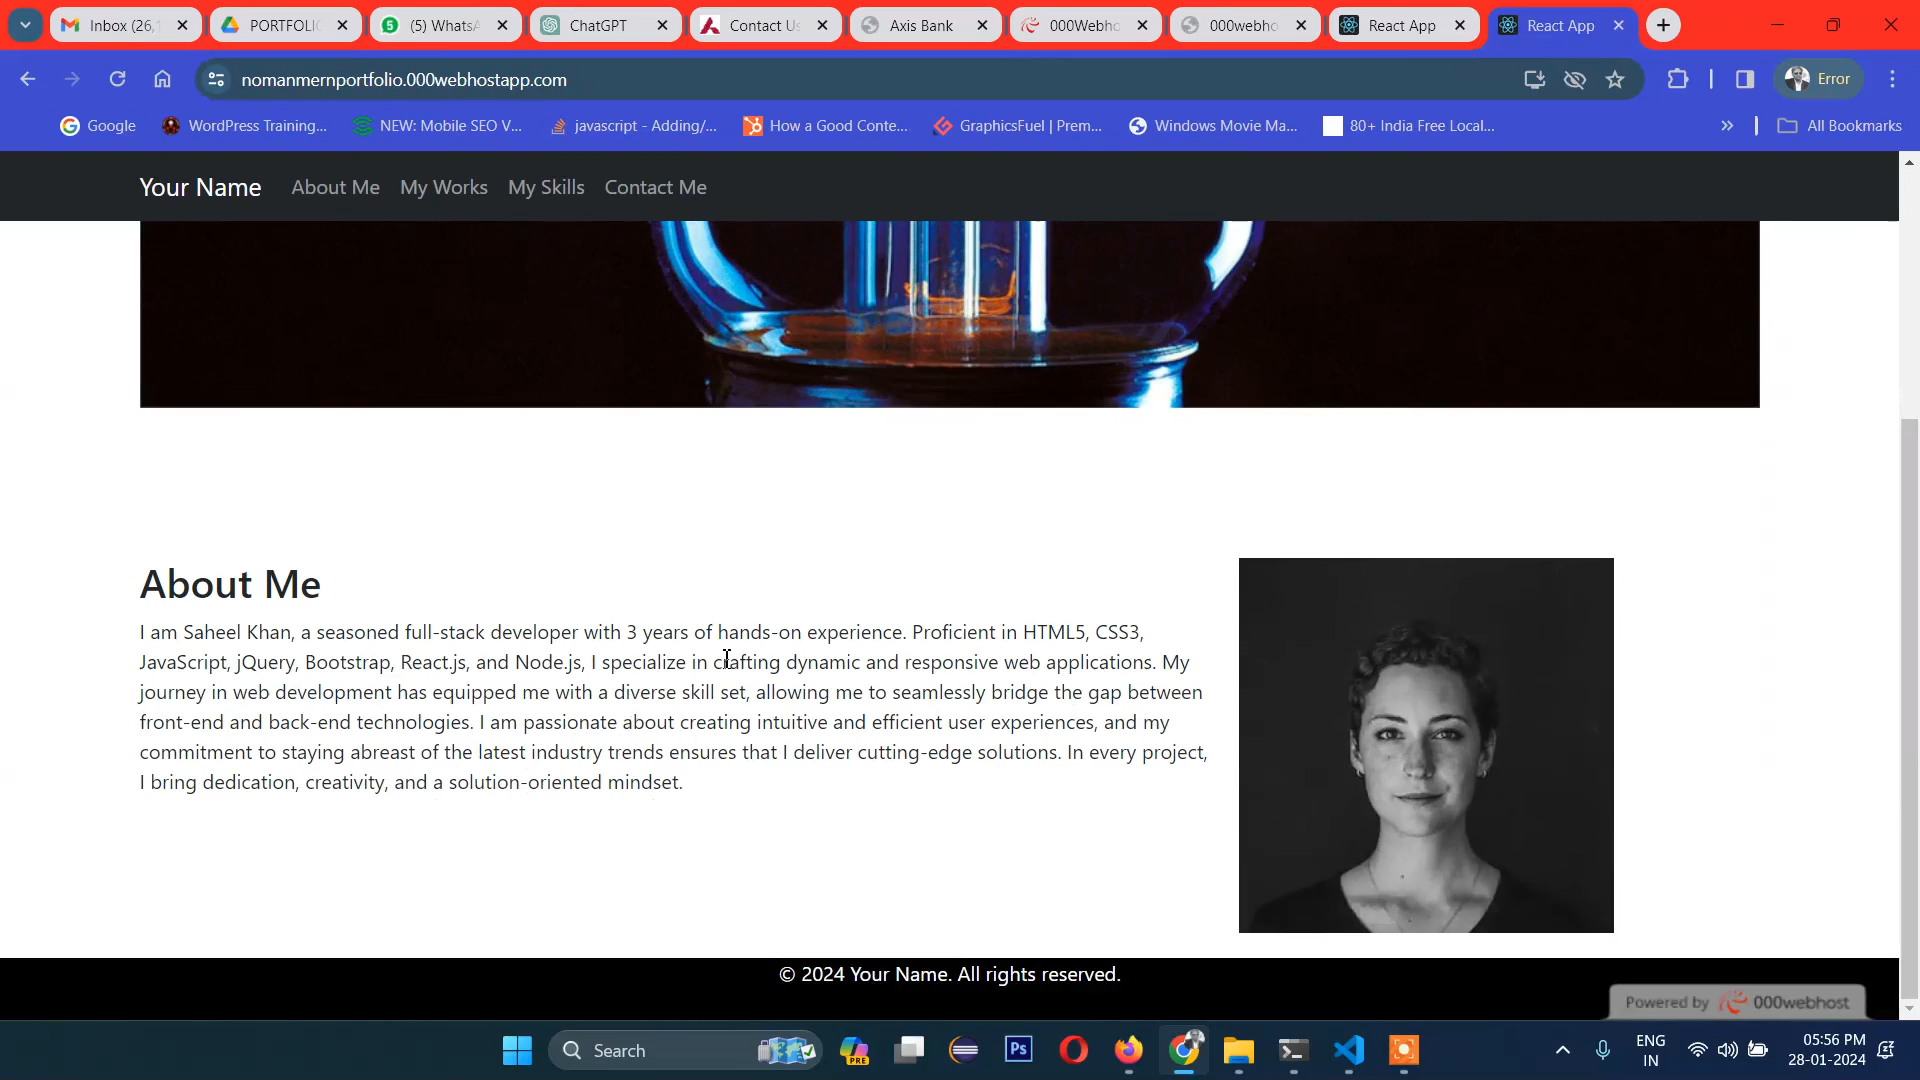 Inbox (26,1
PORTFOLIO
(5) WhatsA
ChatGPT
Contact Us
Axis Bank
000Webho
000webho
React App
React App
nomanmernportfolio.000webhostapp.com
Error
Google
WordPress Training...
NEW: Mobile SEO V...
javascript - Adding/...
How a Good Conte...
GraphicsFuel | Prem...
Windows Movie Ma...
80+ India Free Local...
All Bookmarks
Your Name
About Me
My Works
My Skills
Contact Me
About Me
I am Saheel Khan, a seasoned full-stack developer with 3 years of hands-on experience. Proficient in HTML5, CSS3,
JavaScript, jQuery, Bootstrap, React.js, and Node.js, I specialize in crafting dynamic and responsive web applications. My
journey in web development has equipped me with a diverse skill set, allowing me to seamlessly bridge the gap between
front-end and back-end technologies. I am passionate about creating intuitive and efficient user experiences, and my
commitment to staying abreast of the latest industry trends ensures that I deliver cutting-edge solutions. In every project,
I bring dedication, creativity, and a solution-oriented mindset.
© 2024 Your Name. All rights reserved.
Powered by 000webhost
Search
PRE
Ps
ENG
IN
05:56 PM
28-01-2024